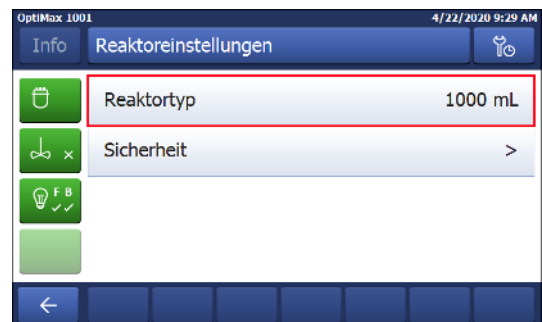 OptiMax 1001 4/22/2020 9:29 AM
Info Reaktoreinstellungen
Reaktortyp 1000 mL
Sicherheit >
F B